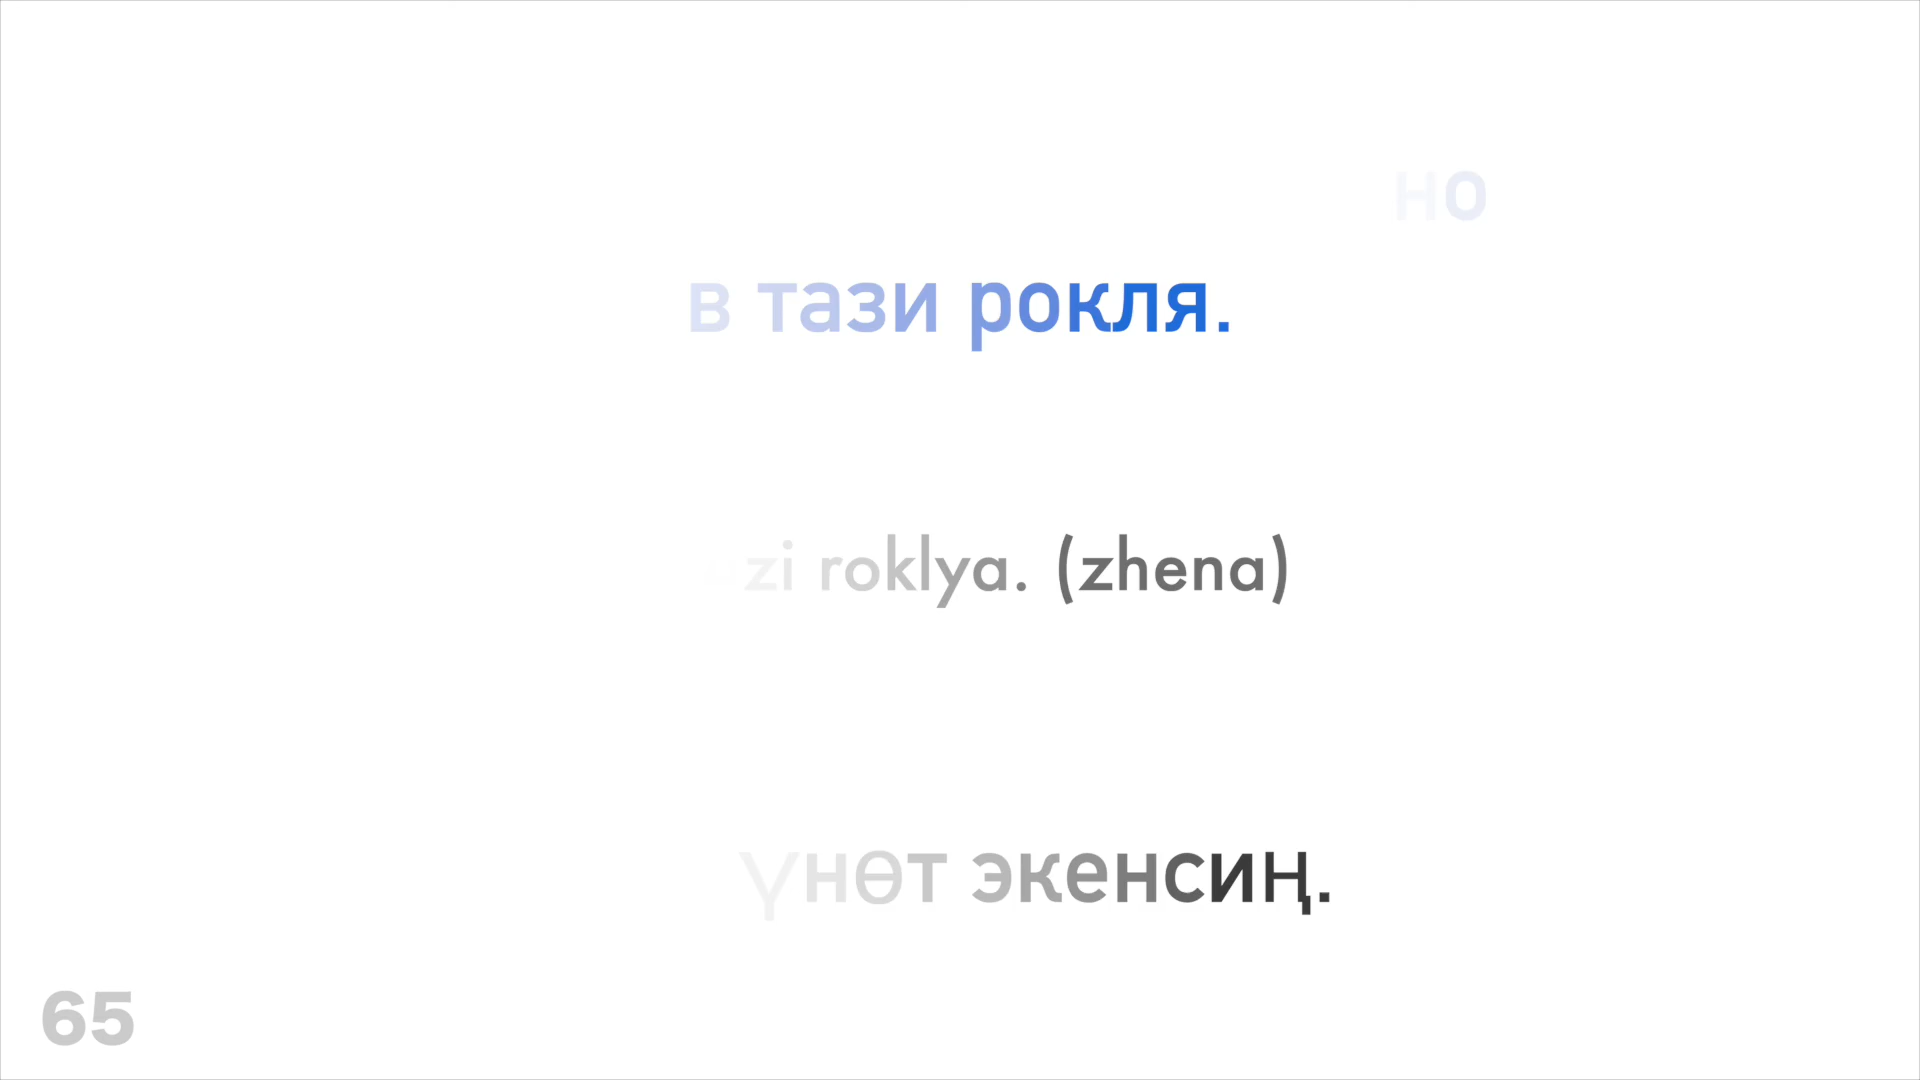 но
в тази рокля.
zi roklya. (zhena)
үнөт экенсиң.
65